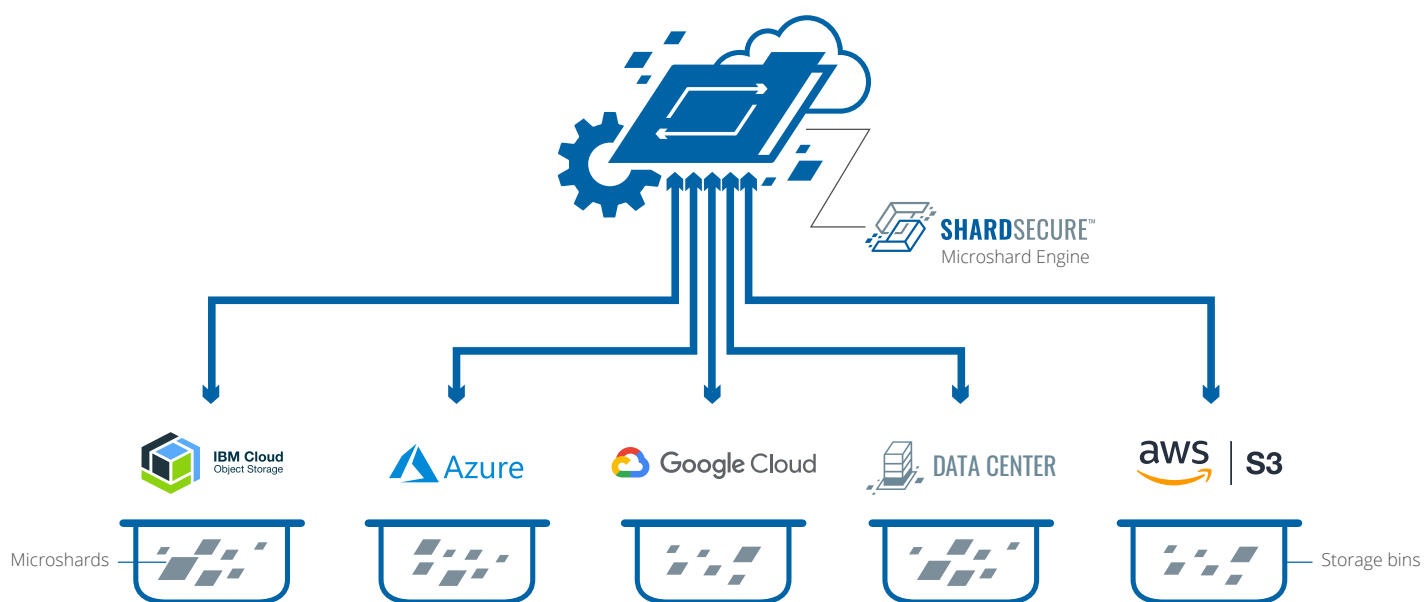 SHARDSECURE™
Microshard Engine
IBM Cloud
Object Storage
Azure
Google Cloud
DATA CENTER
aws | S3
Microshards
Storage bins